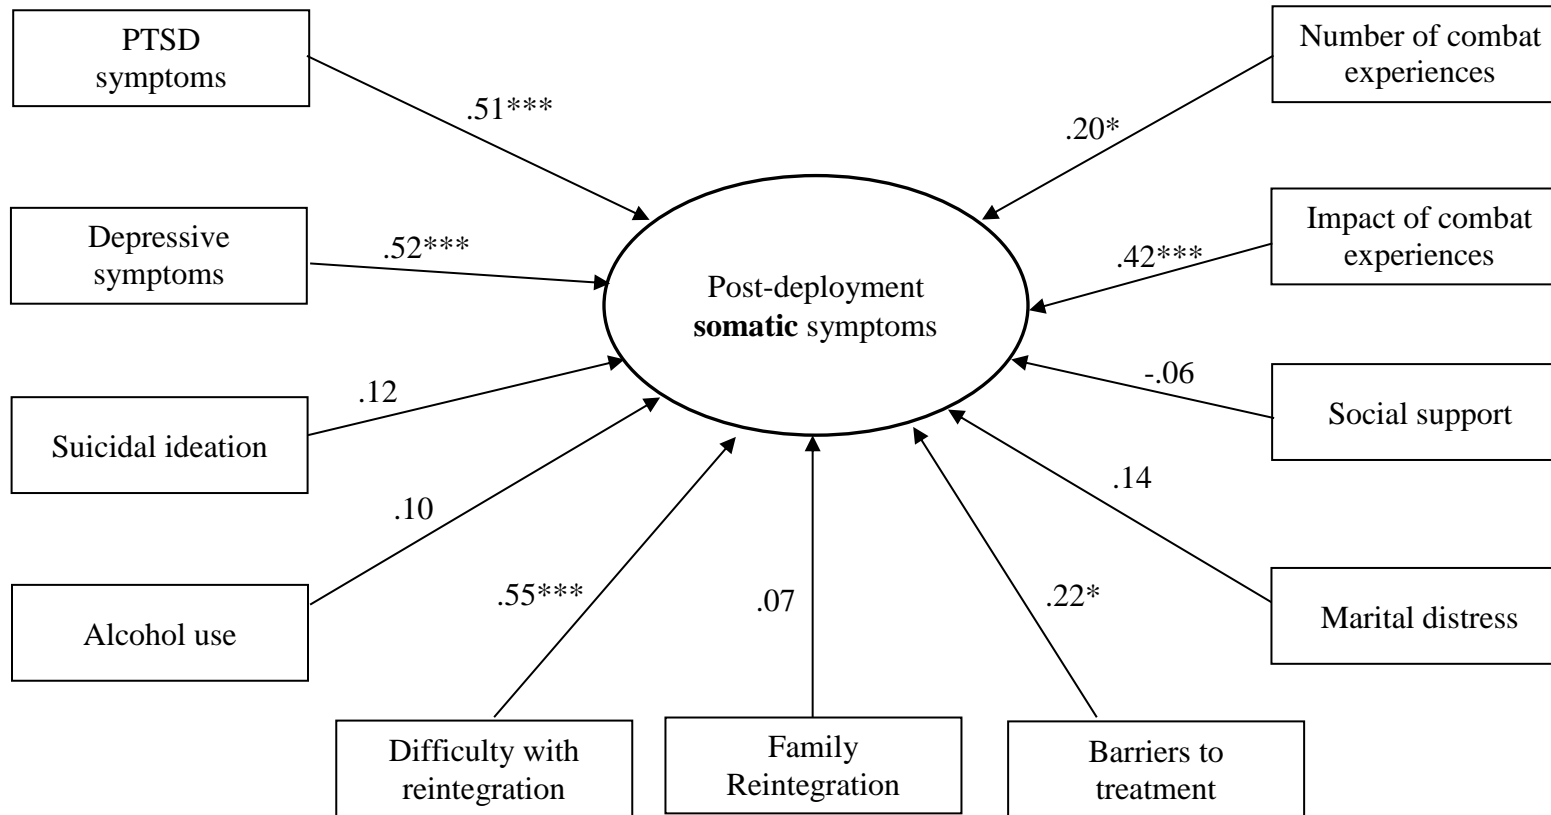 PTSD
symptoms
Number of combat
experiences
.51***
.20*
Depressive
symptoms
.52***
Impact of combat
experiences
.42***
Post-deployment
somatic symptoms
Suicidal ideation
.12
-.06
Social support
Alcohol use
.10
.14
Marital distress
.55***
.07
.22*
Difficulty with
reintegration
Family
Reintegration
Barriers to
treatment